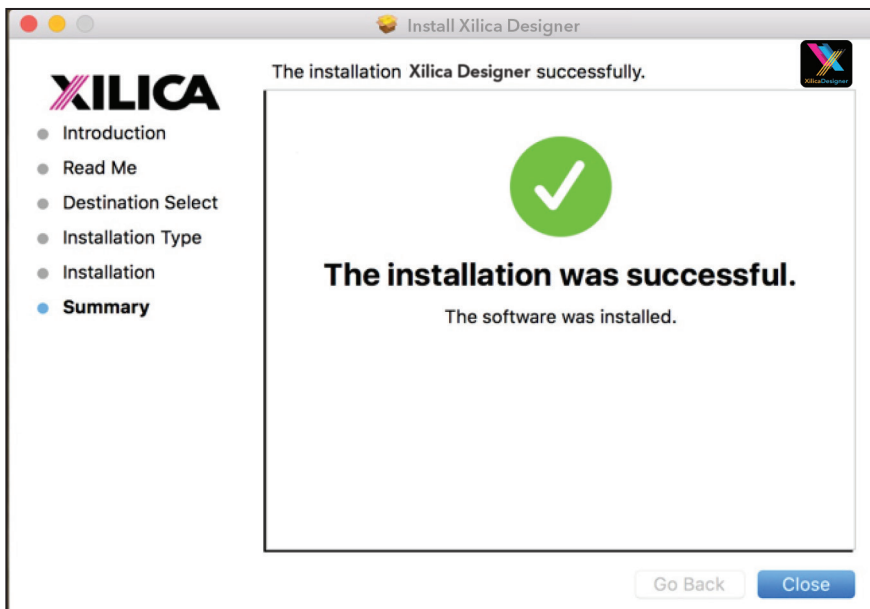 Install Xilica Designer
The installation Xilica Designer successfully.
XilicaDesigner
XILICA
Introduction
Read Me
Destination Select
Installation Type
Installation
Summary
The installation was successful.
The software was installed.
Go Back
Close